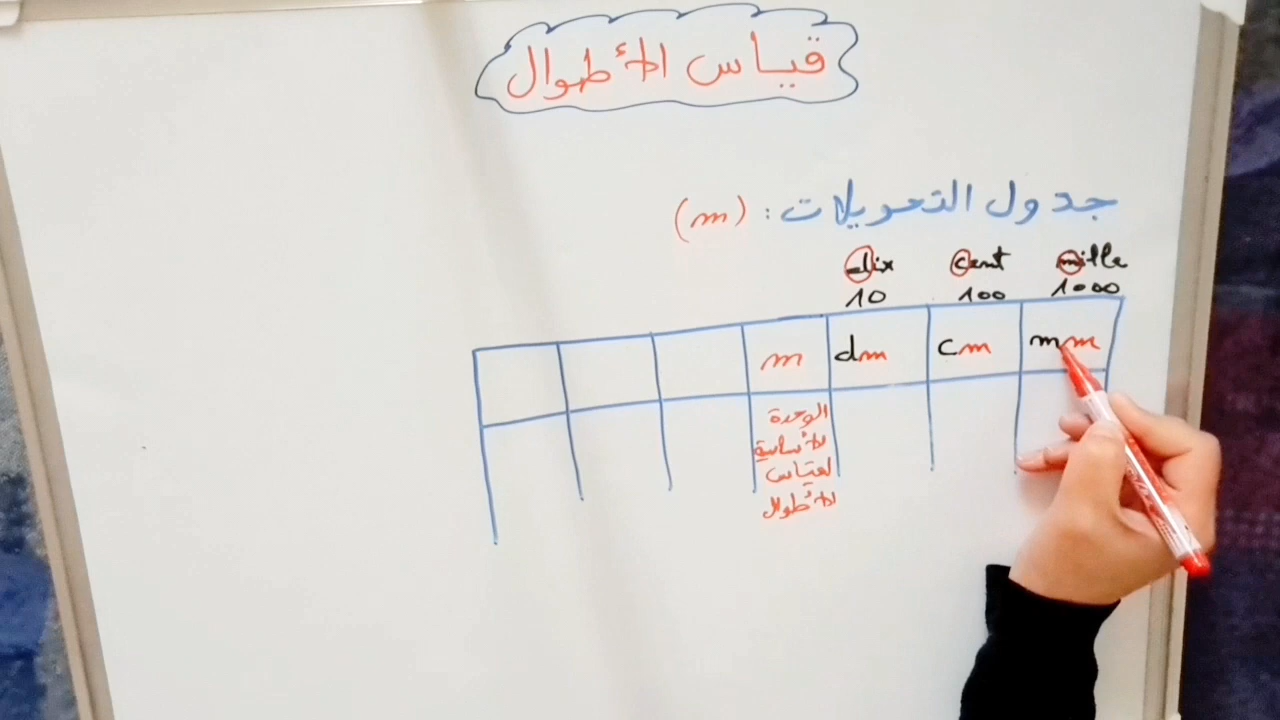 قياس الأطوال
جدول التحويلات : (m)
dix cent mille
10 100 1000
m dm cm mm
الوحدة
الأساسية
لقياس
الأطوال